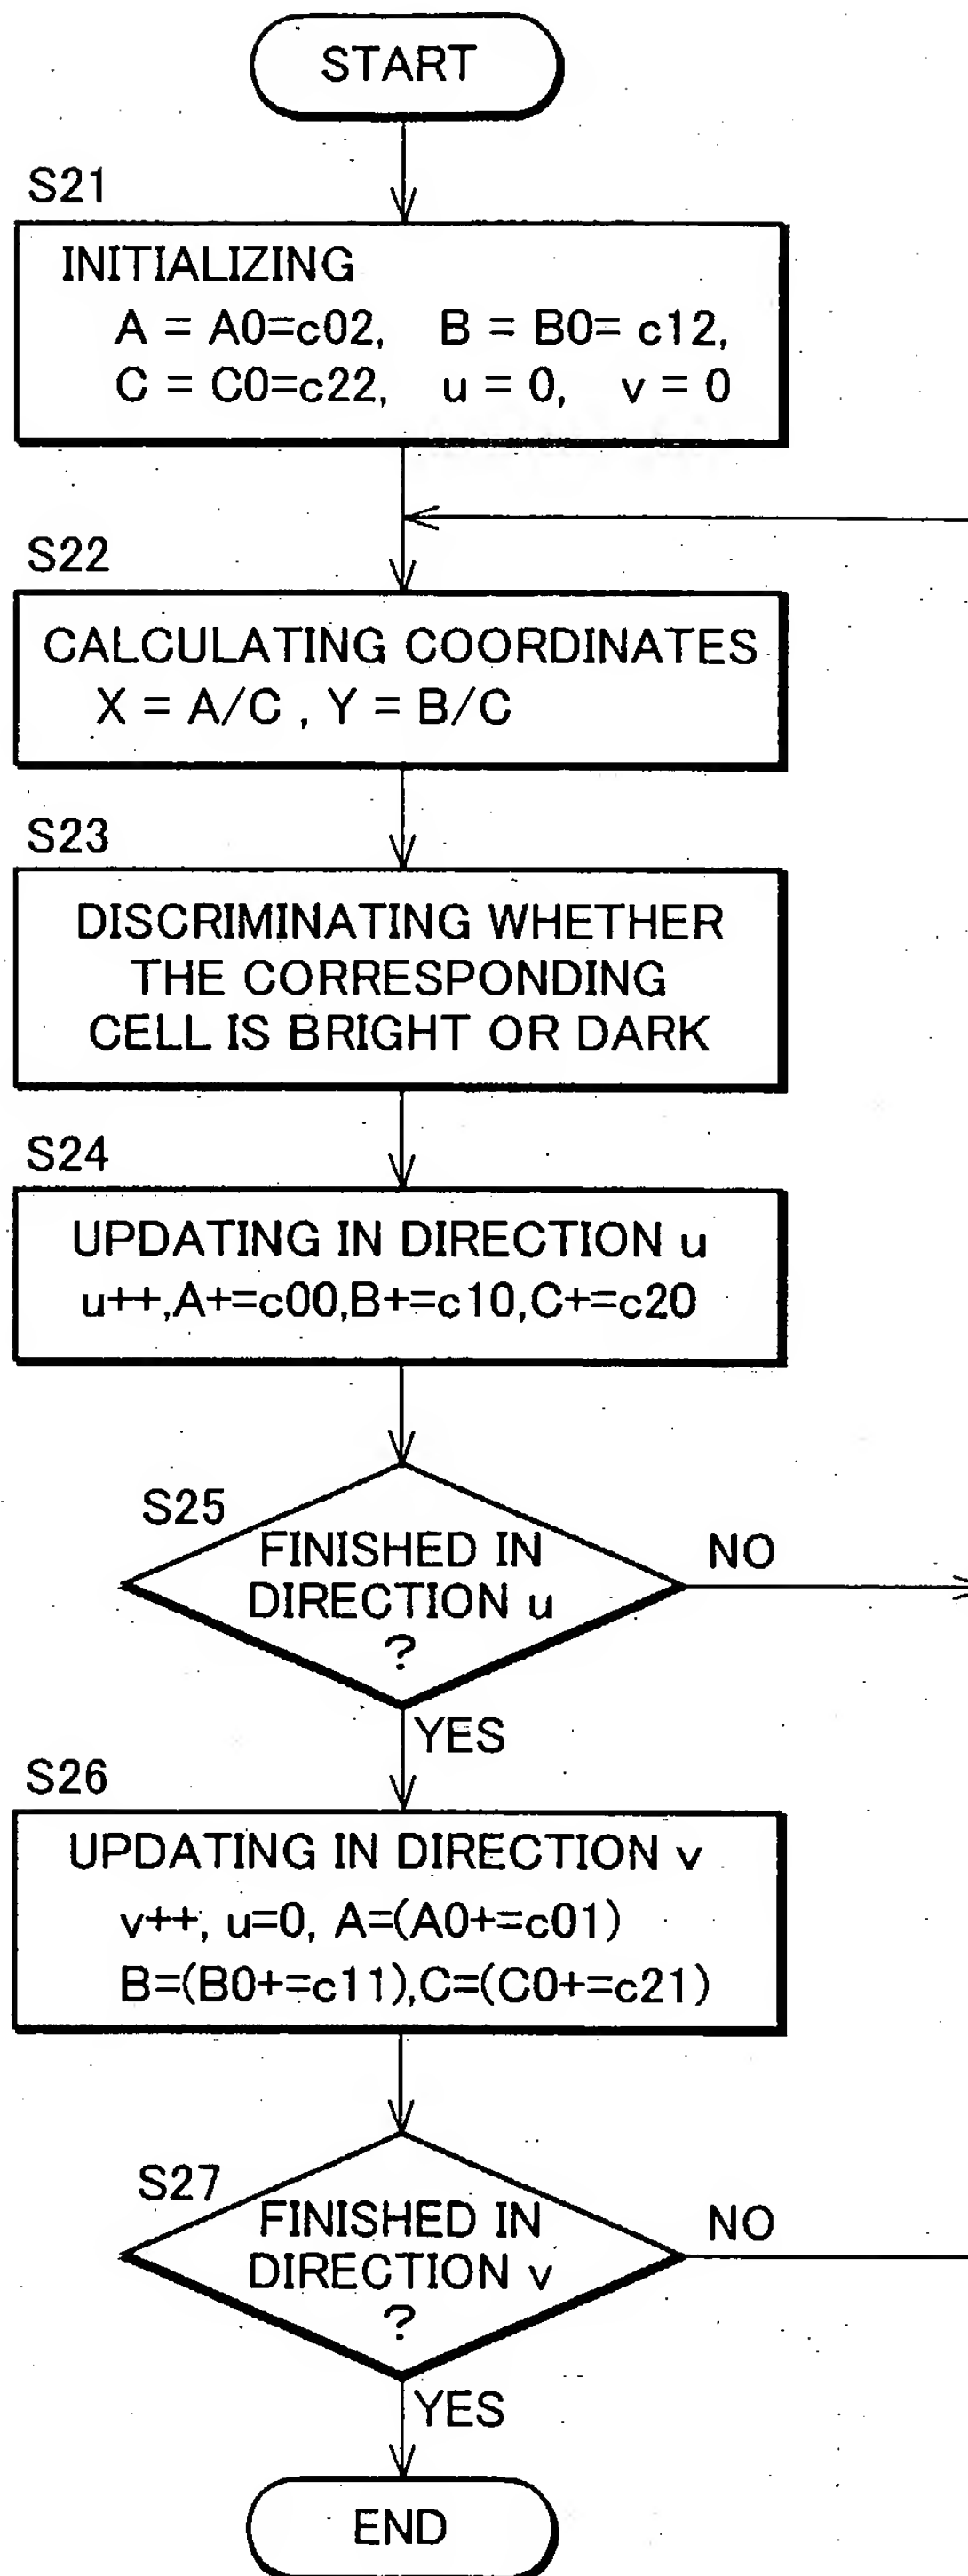 START
S21
INITIALIZING
A = A0=c02, B = B0= c12,
C = C0=c22, u = 0, v = 0
S22
CALCULATING COORDINATES
X = A/C , Y = B/C
S23
DISCRIMINATING WHETHER
THE CORRESPONDING
CELL IS BRIGHT OR DARK
S24
UPDATING IN DIRECTION u
u++,A+=c00,B+=c10,C+=c20
S25
FINISHED IN
DIRECTION u
?
NO
YES
S26
UPDATING IN DIRECTION v
v++, u=0, A=(A0+=c01)
B=(B0+=c11),C=(C0+=c21)
S27
FINISHED IN
DIRECTION v
?
NO
YES
END